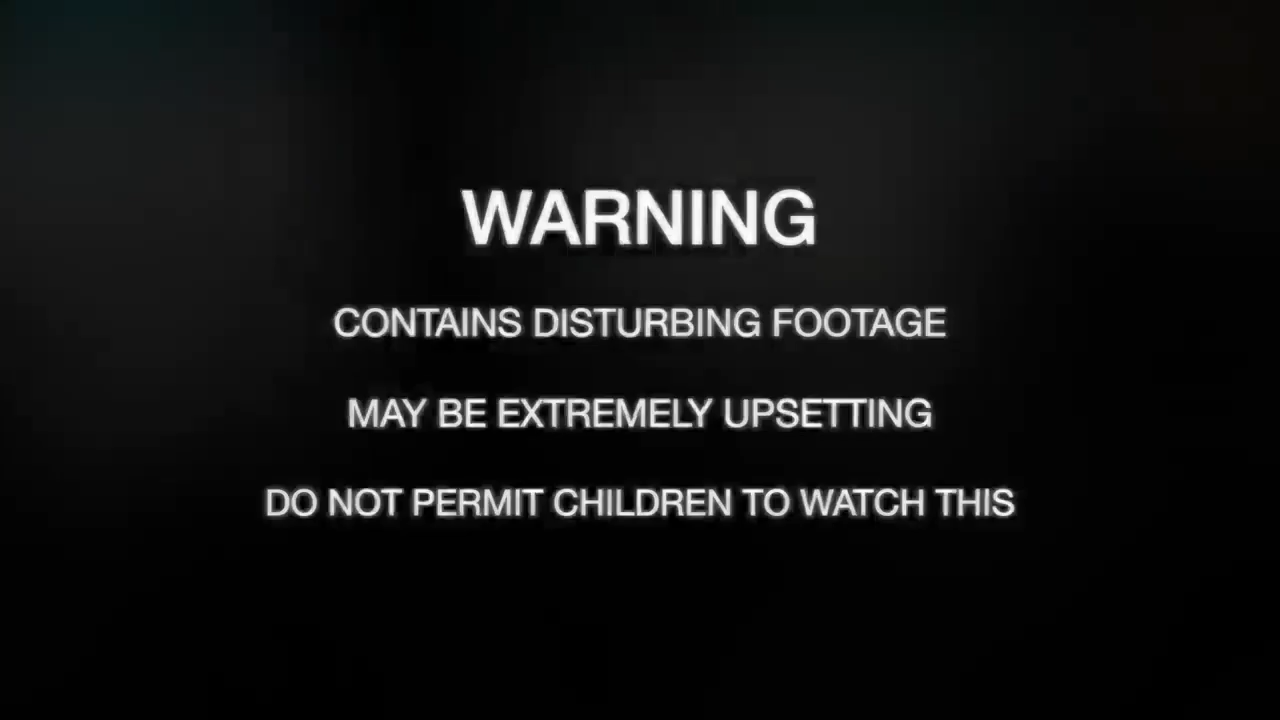 WARNING
CONTAINS DISTURBING FOOTAGE
MAY BE EXTREMELY UPSETTING
DO NOT PERMIT CHILDREN TO WATCH THIS